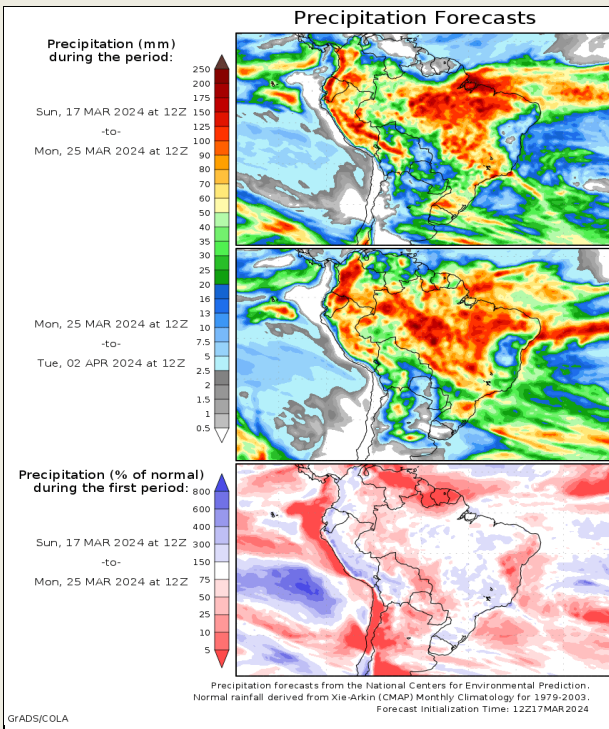 Precipitation Forecasts
Precipitation (mm)
during the period:
Sun, 17 MAR 2024 at 12Z
-to-
Mon, 25 MAR 2024 at 12Z
250
200
175
150
125
100
90
80
70
60
50
40
35
30
25
20
16
13
10
7.5
5
2.5
2
1.5
1
0.5
Mon, 25 MAR 2024 at 12Z
-to-
Tue, 02 APR 2024 at 12Z
Precipitation (% of normal)
during the first period:
Sun, 17 MAR 2024 at 12Z
-to-
Mon, 25 MAR 2024 at 12Z
800
600
400
300
150
75
50
25
10
5
Precipitation forecasts from the National Centers for Environmental Prediction.
Normal rainfall derived from Xie-Arkin (CMAP) Monthly Climatology for 1979-2003.
Forecast Initialization Time: 12Z17MAR2024
GrADS/COLA